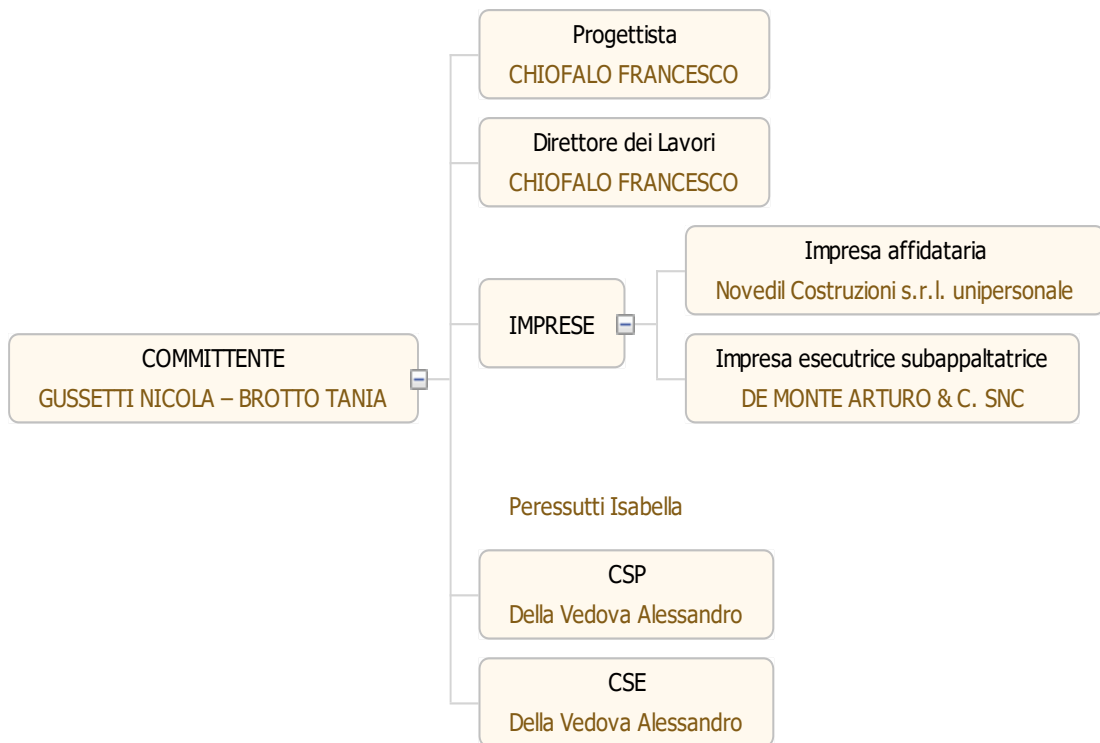 Progettista
CHIOFALO FRANCESCO
Direttore dei Lavori
CHIOFALO FRANCESCO
Impresa affidataria
Novedil Costruzioni s.r.l. unipersonale
IMPRESE
COMMITTENTE
GUSSETTI NICOLA – BROTTO TANIA
Impresa esecutrice subappaltatrice
DE MONTE ARTURO & C. SNC
Peressutti Isabella
CSP
Della Vedova Alessandro
CSE
Della Vedova Alessandro